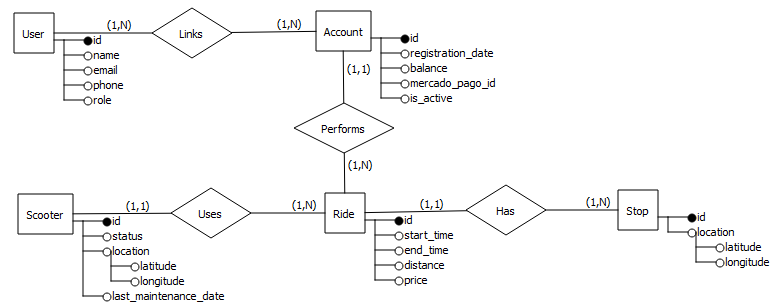 User
(1,N)
Links
(1,N)
Account
id
name
email
phone
role
id
registration_date
balance
mercado_pago_id
is_active
(1,1)
Performs
(1,N)
Scooter
(1,1)
Uses
(1,N)
Ride
(1,1)
Has
(1,N)
Stop
id
status
location
latitude
longitude
last_maintenance_date
id
start_time
end_time
distance
price
id
location
latitude
longitude